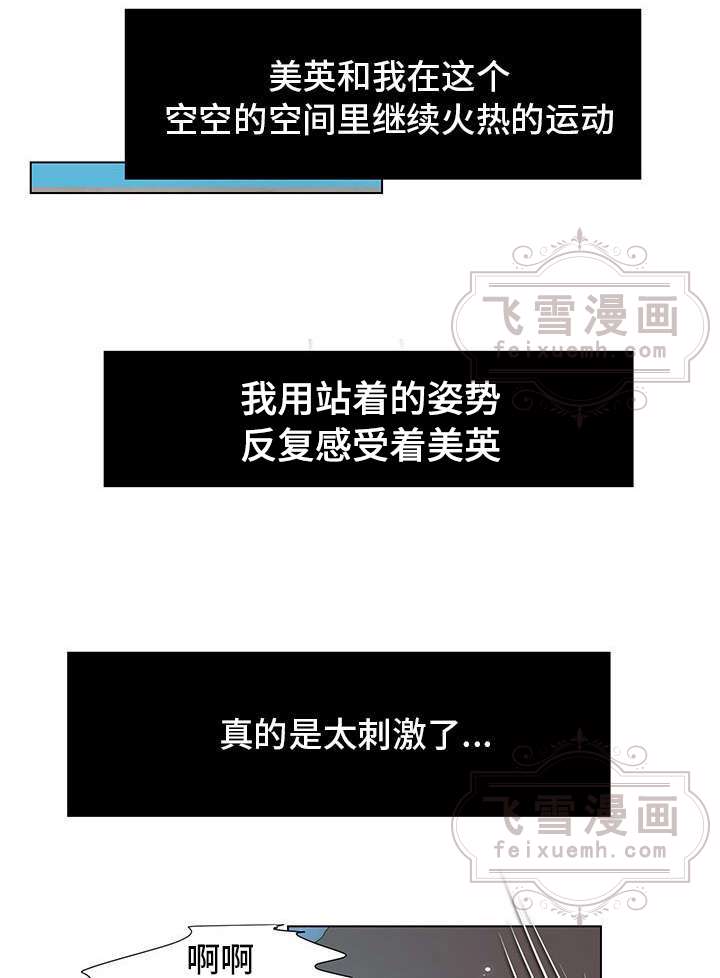 美英和我在这个
空空的空间里继续火热的运动
飞雪漫画
feixuemh.com
我用站着的姿势
反复感受着美英
真的是太刺激了...
飞雪漫画
feixuemh.com
啊啊